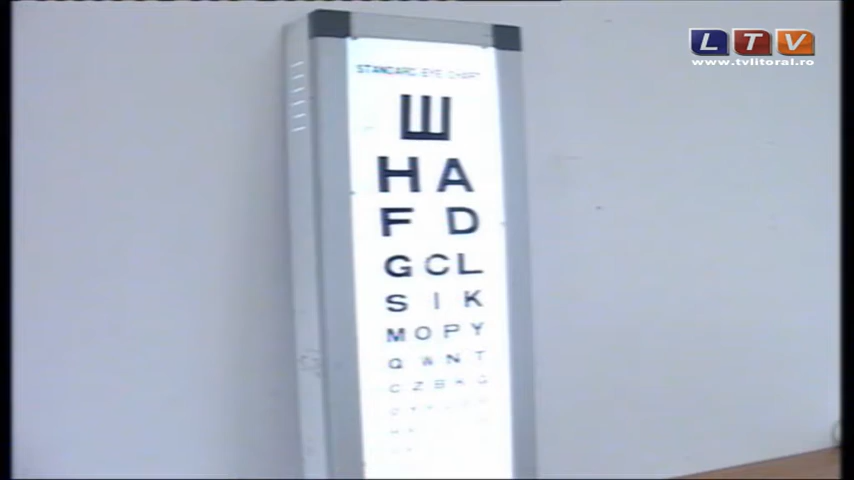 LTV
www.tvlitoral.ro
STANDARD EYE CHART
Ш
H A
F D
G C L
S I K
M O P Y
Q W N T
C Z B K G